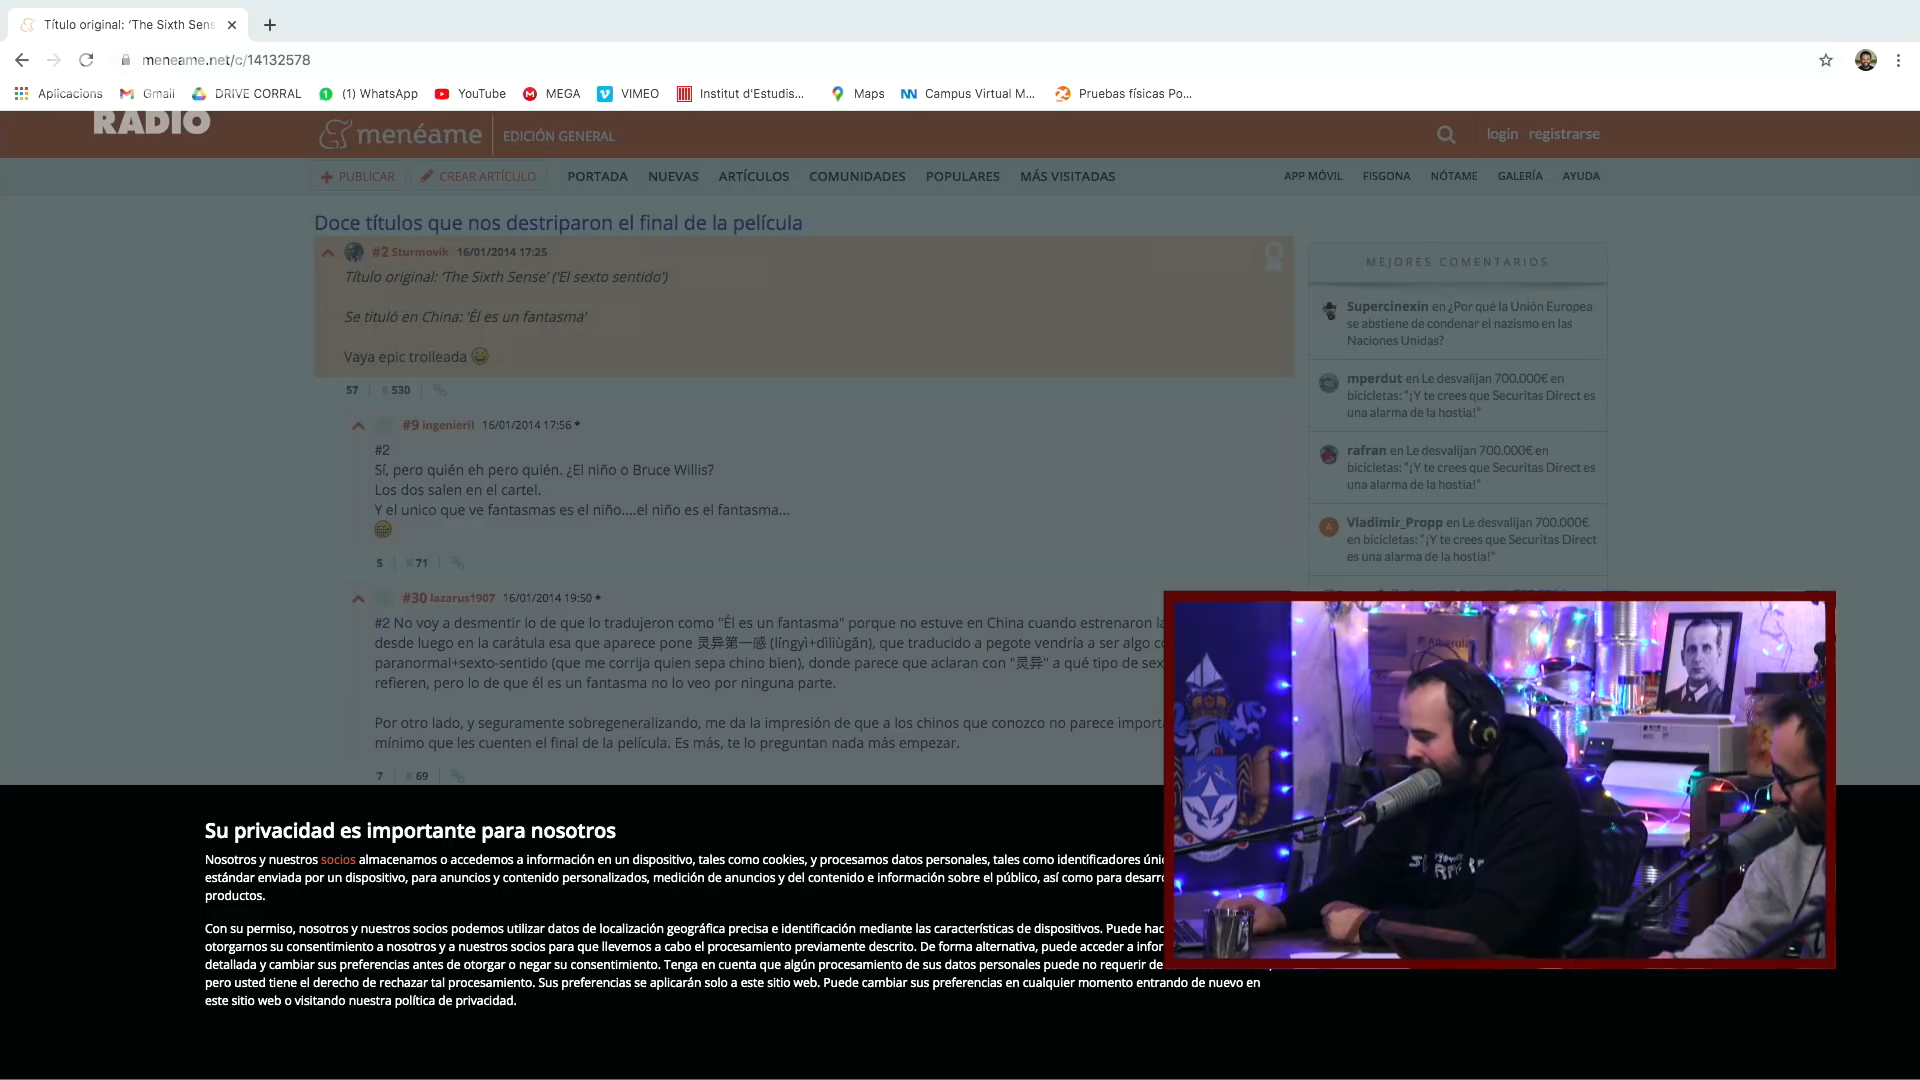 Título original: ‘The Sixth Sens
meneame.net/c/14132578
Aplicaciones
Gmail
DRIVE CORRAL
(1) WhatsApp
YouTube
MEGA
VIMEO
Institut d'Estudis...
Maps
Campus Virtual M...
Pruebas físicas Po...
RADIO
menéame
EDICIÓN GENERAL
login registrarse
PUBLICAR
CREAR ARTÍCULO
PORTADA NUEVAS ARTÍCULOS COMUNIDADES POPULARES MÁS VISITADAS
APP MÓVIL FISGONA NÓTAME GALERÍA AYUDA
Doce títulos que nos destriparon el final de la película
#2 Sturmovik 16/01/2014 17:25
Título original: ‘The Sixth Sense’ (‘El sexto sentido’)
Se tituló en China: ‘Él es un fantasma’
Vaya epic trolleada
57 K 530
#9 ingenieril 16/01/2014 17:56 *
#2
Sí, pero quién eh pero quién. ¿El niño o Bruce Willis?
Los dos salen en el cartel.
Y el unico que ve fantasmas es el niño....el niño es el fantasma...
5 K 71
#30 lazarus1907 16/01/2014 19:50 *
#2 No voy a desmentir lo de que lo tradujeron como "Él es un fantasma" porque no estuve en China cuando estrenaron la
desde luego en la carátula esa que aparece pone 灵异第一感 (língyì+dìliùgǎn), que traducido a pegote vendría a ser algo co
paranormal+sexto-sentido (que me corrija quien sepa chino bien), donde parece que aclaran con "灵异" a qué tipo de sex
refieren, pero lo de que él es un fantasma no lo veo por ninguna parte.
Por otro lado, y seguramente sobregeneralizando, me da la impresión de que a los chinos que conozco no parece importa
mínimo que les cuenten el final de la película. Es más, te lo preguntan nada más empezar.
7 K 69
MEJORES COMENTARIOS
Supercinexin en ¿Por qué la Unión Europea
se abstiene de condenar el nazismo en las
Naciones Unidas?
mperdut en Le desvalijan 700.000€ en
bicicletas: “¡Y te crees que Securitas Direct es
una alarma de la hostia!”
rafran en Le desvalijan 700.000€ en
bicicletas: “¡Y te crees que Securitas Direct es
una alarma de la hostia!”
A
Vladimir_Propp en Le desvalijan 700.000€
en bicicletas: “¡Y te crees que Securitas Direct
es una alarma de la hostia!”
Su privacidad es importante para nosotros
Nosotros y nuestros socios almacenamos o accedemos a información en un dispositivo, tales como cookies, y procesamos datos personales, tales como identificadores únic
estándar enviada por un dispositivo, para anuncios y contenido personalizados, medición de anuncios y del contenido e información sobre el público, así como para desarro
productos.
Con su permiso, nosotros y nuestros socios podemos utilizar datos de localización geográfica precisa e identificación mediante las características de dispositivos. Puede hac
otorgarnos su consentimiento a nosotros y a nuestros socios para que llevemos a cabo el procesamiento previamente descrito. De forma alternativa, puede acceder a infor
detallada y cambiar sus preferencias antes de otorgar o negar su consentimiento. Tenga en cuenta que algún procesamiento de sus datos personales puede no requerir de
pero usted tiene el derecho de rechazar tal procesamiento. Sus preferencias se aplicarán solo a este sitio web. Puede cambiar sus preferencias en cualquier momento entrando de nuevo en
este sitio web o visitando nuestra política de privacidad.